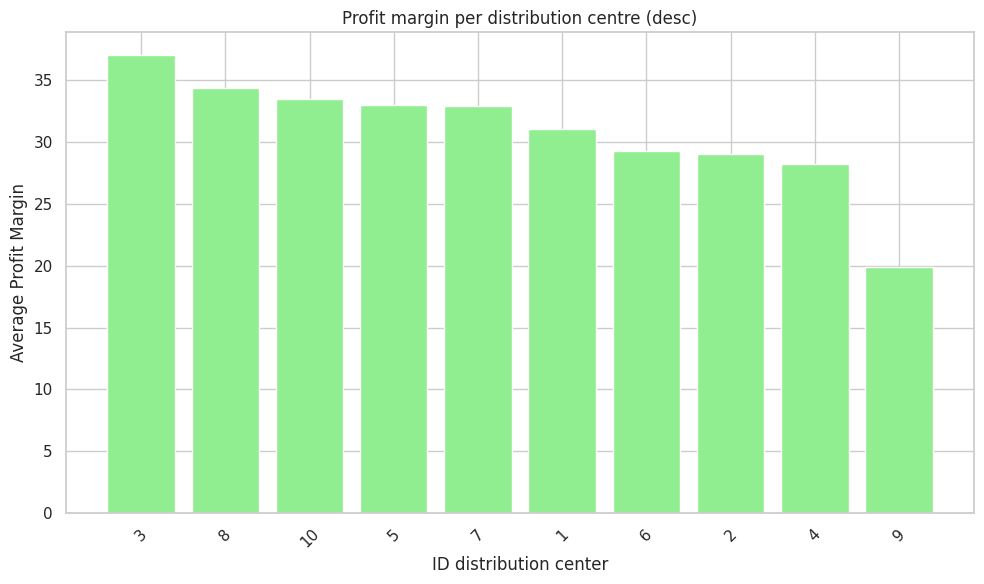 Profit margin per distribution centre (desc)
Average Profit Margin
35
30
25
20
15
10
5
0
3 8 10 5 7 1 6 2 4 9
ID distribution center